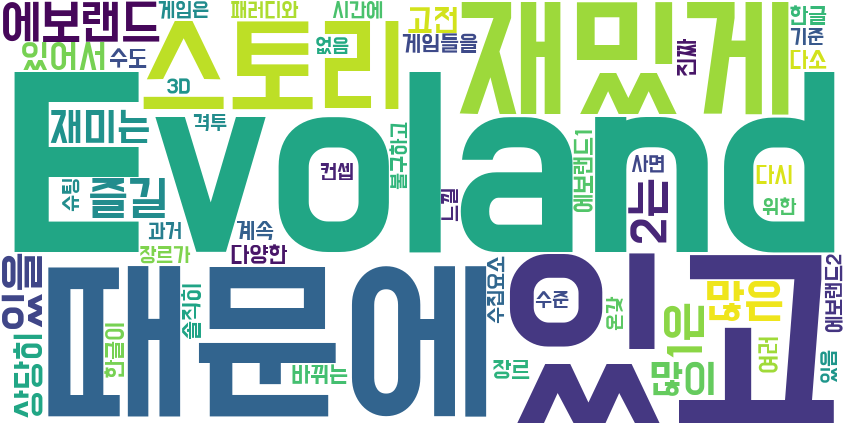 에보랜드
게임은
패러디와
시간에
고전
한글
있어서
수도
스토리
없음
게임들을
진짜
재밌게
기준
다소
3D
재미는
격투
Evoland
컨셉
불구하고
에보랜드1
사면
다시
슈팅
즐길
느낄
2는
위한
과거
계속
장르가
다양한
있을
때문에
솔직히
수집요소
있고
수준
온갖
1은
많은
에보랜드2
상당히
한글이
바뀌는
장르
많이
여러
있음